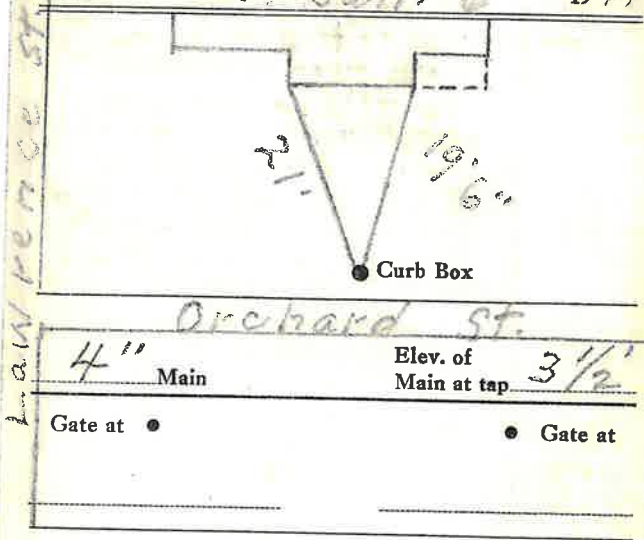 Lawrence St
21'
19'6"
Curb Box
Orchard St.
4" Main
Elev. of
Main at tap 3 1/2'
Gate at
Gate at